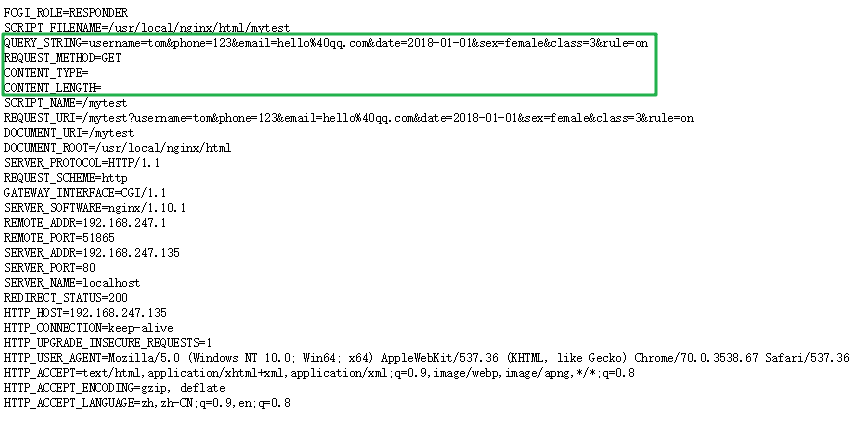 FCGI_ROLE=RESPONDER
SCRIPT_FILENAME=/usr/local/nginx/html/mytest
QUERY_STRING=username=tom&phone=123&email=hello%40qq.com&date=2018-01-01&sex=female&class=3&rule=on
REQUEST_METHOD=GET
CONTENT_TYPE=
CONTENT_LENGTH=
SCRIPT_NAME=/mytest
REQUEST_URI=/mytest?username=tom&phone=123&email=hello%40qq.com&date=2018-01-01&sex=female&class=3&rule=on
DOCUMENT_URI=/mytest
DOCUMENT_ROOT=/usr/local/nginx/html
SERVER_PROTOCOL=HTTP/1.1
REQUEST_SCHEME=http
GATEWAY_INTERFACE=CGI/1.1
SERVER_SOFTWARE=nginx/1.10.1
REMOTE_ADDR=192.168.247.1
REMOTE_PORT=51865
SERVER_ADDR=192.168.247.135
SERVER_PORT=80
SERVER_NAME=localhost
REDIRECT_STATUS=200
HTTP_HOST=192.168.247.135
HTTP_CONNECTION=keep-alive
HTTP_UPGRADE_INSECURE_REQUESTS=1
HTTP_USER_AGENT=Mozilla/5.0 (Windows NT 10.0; Win64; x64) AppleWebKit/537.36 (KHTML, like Gecko) Chrome/70.0.3538.67 Safari/537.36
HTTP_ACCEPT=text/html,application/xhtml+xml,application/xml;q=0.9,image/webp,image/apng,*/*;q=0.8
HTTP_ACCEPT_ENCODING=gzip, deflate
HTTP_ACCEPT_LANGUAGE=zh,zh-CN;q=0.9,en;q=0.8